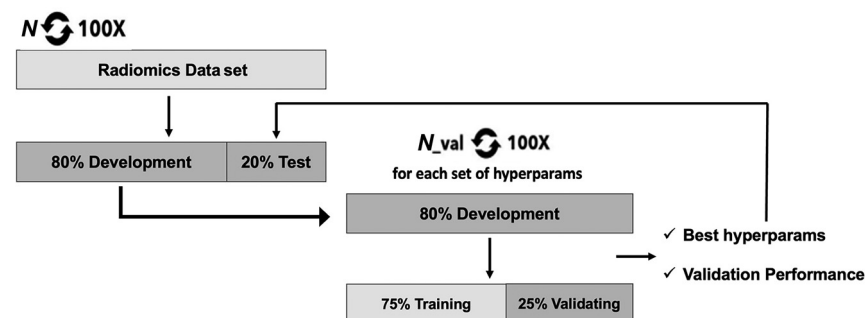 N 100X
Radiomics Data set
80% Development 20% Test
N_val 100X
for each set of hyperparams
80% Development
✓ Best hyperparams
✓ Validation Performance
75% Training 25% Validating